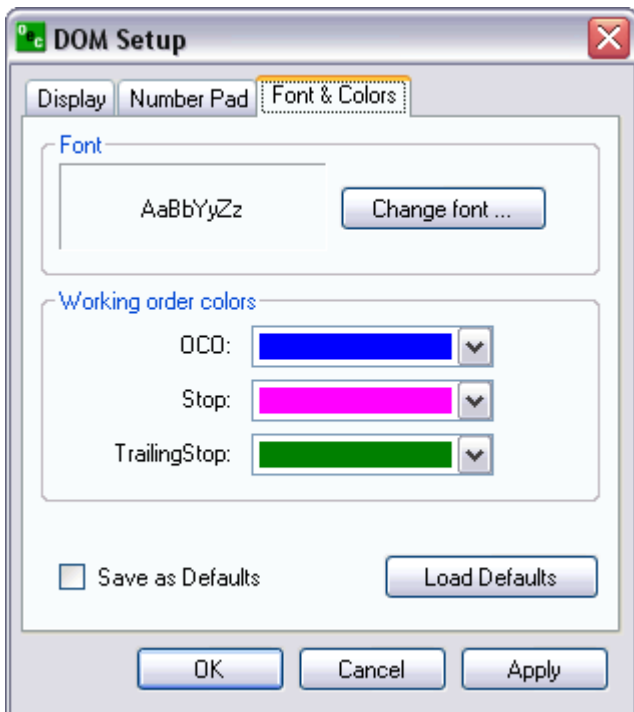 Oec DOM Setup
Display Number Pad Font & Colors
Font
AaBbYyZz Change font ...
Working order colors
OCO:
Stop:
TrailingStop:
Save as Defaults Load Defaults
OK Cancel Apply